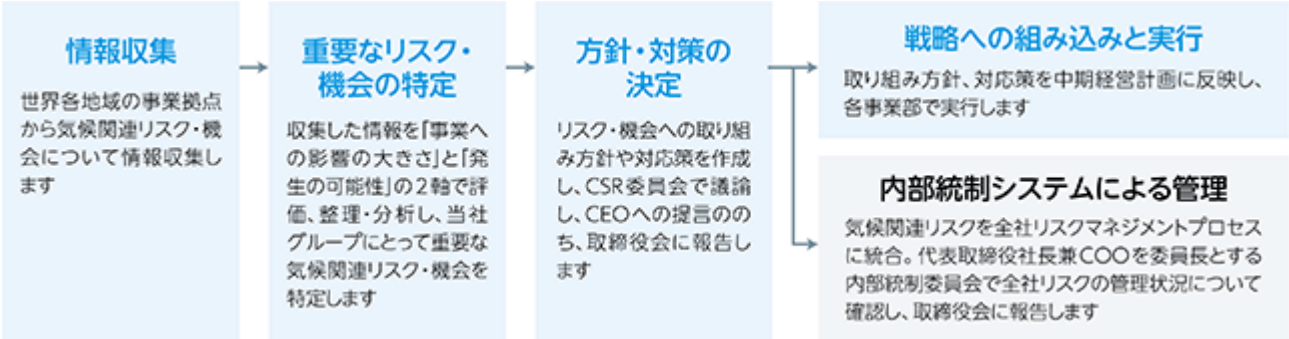 情報収集
世界各地域の事業拠点
から気候関連リスク・機
会について情報収集し
ます
重要なリスク・
機会の特定
収集した情報を「事業へ
の影響の大きさ」と「発
生の可能性」の2軸で評
価、整理・分析し、当社
グループにとって重要な
気候関連リスク・機会を
特定します
方針・対策の
決定
リスク・機会への取り組
み方針や対応策を作成
し、CSR委員会で議論
し、CEOへの提言のの
ち、取締役会に報告し
ます
戦略への組み込みと実行
取り組み方針、対応策を中期経営計画に反映し、
各事業部で実行します
内部統制システムによる管理
気候関連リスクを全社リスクマネジメントプロセス
に統合。代表取締役社長兼COOを委員長とする
内部統制委員会で全社リスクの管理状況について
確認し、取締役会に報告します